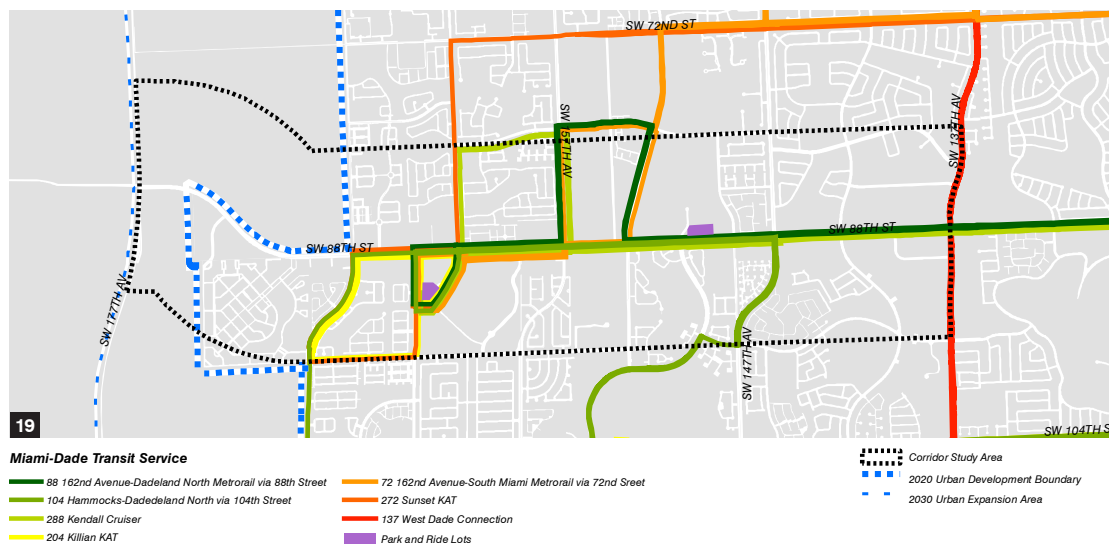 SW 72ND ST
SW 157TH AV
SW 137TH AV
SW 88TH ST
SW 88TH ST
SW 177TH AV
SW 147TH AV
SW 104TH S
19
Miami-Dade Transit Service
88 162nd Avenue-Dadeland North Metrorail via 88th Street
104 Hammocks-Dadedeland North via 104th Street
288 Kendall Cruiser
204 Killian KAT
72 162nd Avenue-South Miami Metrorail via 72nd Sreet
272 Sunset KAT
137 West Dade Connection
Park and Ride Lots
Corridor Study Area
2020 Urban Development Boundary
2030 Urban Expansion Area